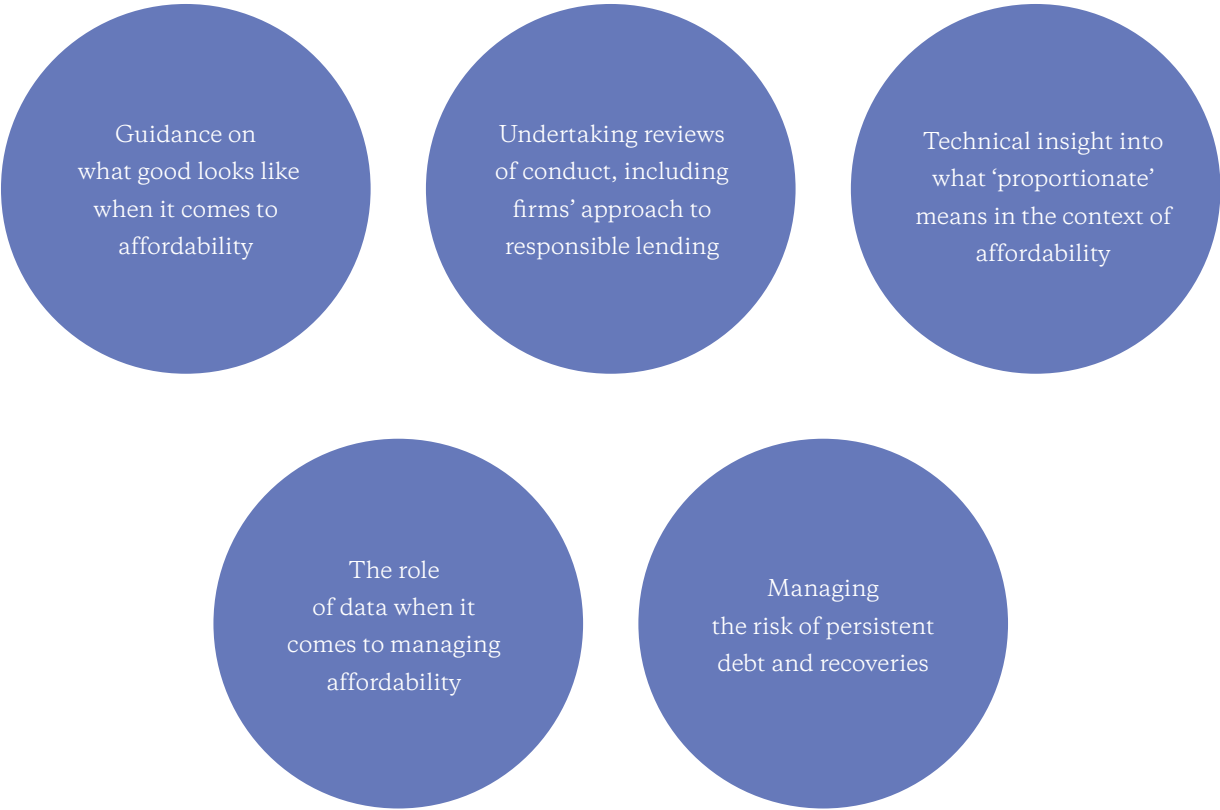 Guidance on
what good looks like
when it comes to
affordability
Undertaking reviews
of conduct, including
firms’ approach to
responsible lending
Technical insight into
what ‘proportionate’
means in the context of
affordability
The role
of data when it
comes to managing
affordability
Managing
the risk of persistent
debt and recoveries